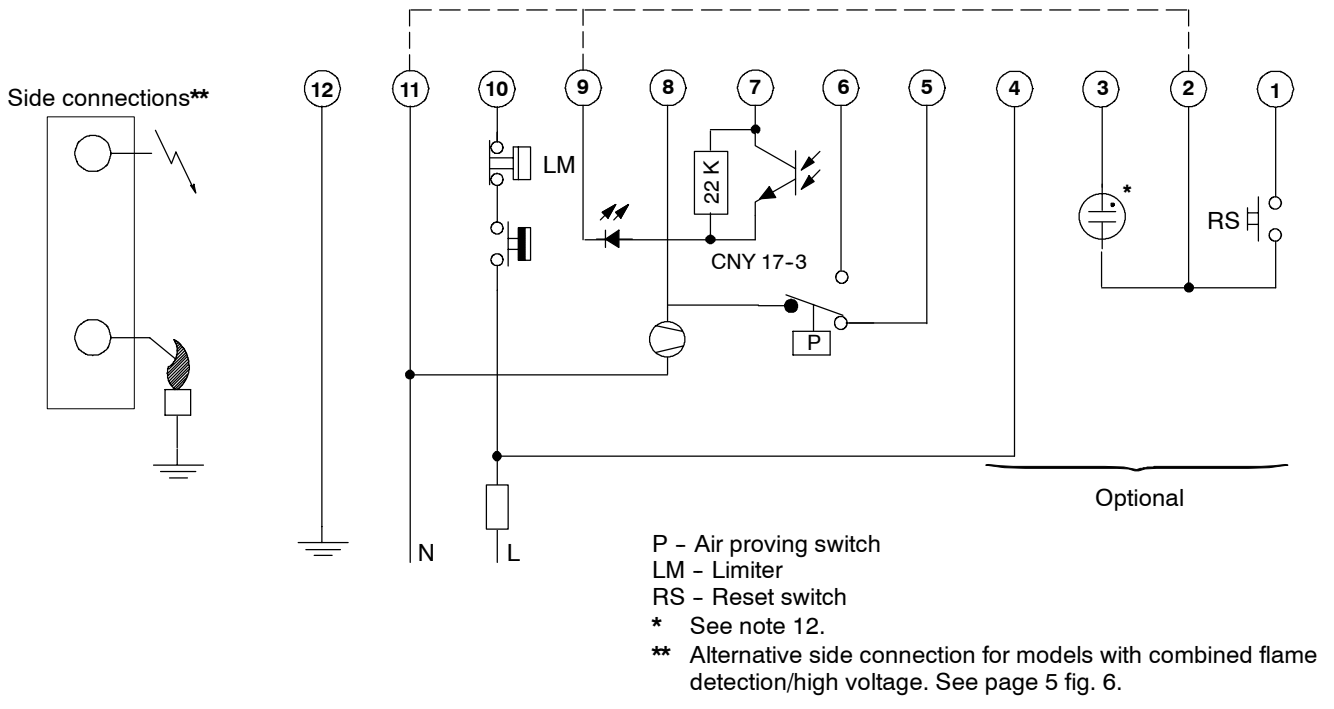 12
11
10
9
8
7
6
5
4
3
2
1
Side connections**
LM
22 K
*
RS
CNY 17-3
P
Optional
N
L
P - Air proving switch
LM - Limiter
RS - Reset switch
* See note 12.
** Alternative side connection for models with combined flame
detection/high voltage. See page 5 fig. 6.